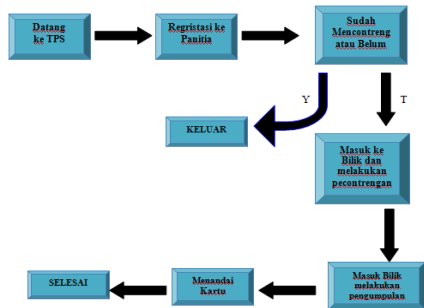 Datang
ke TPS
Regristasi ke
Panitia
Sudah
Mencontreng
atau Belum
Y
T
KELUAR
Masuk ke
Bilik dan
melakukan
pecontrengan
Masuk Bilik
melakukan
pengumpulan
Menandai
Kartu
SELESAI